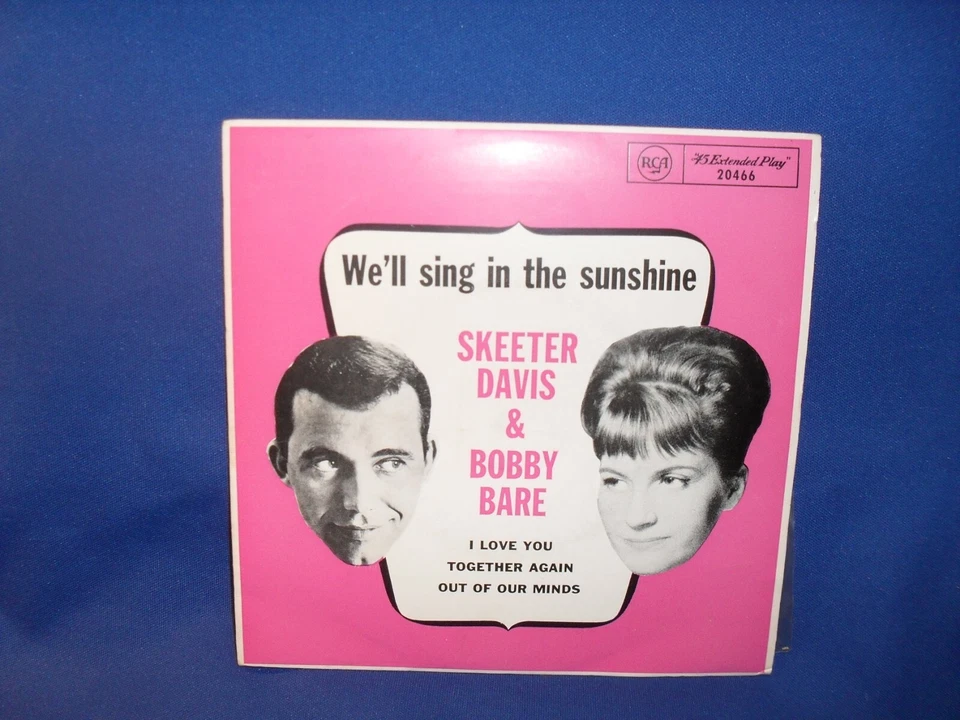 RCA
"45 Extended Play"
20466
We'll sing in the sunshine
SKEETER
DAVIS
&
BOBBY
BARE
I LOVE YOU
TOGETHER AGAIN
OUT OF OUR MINDS